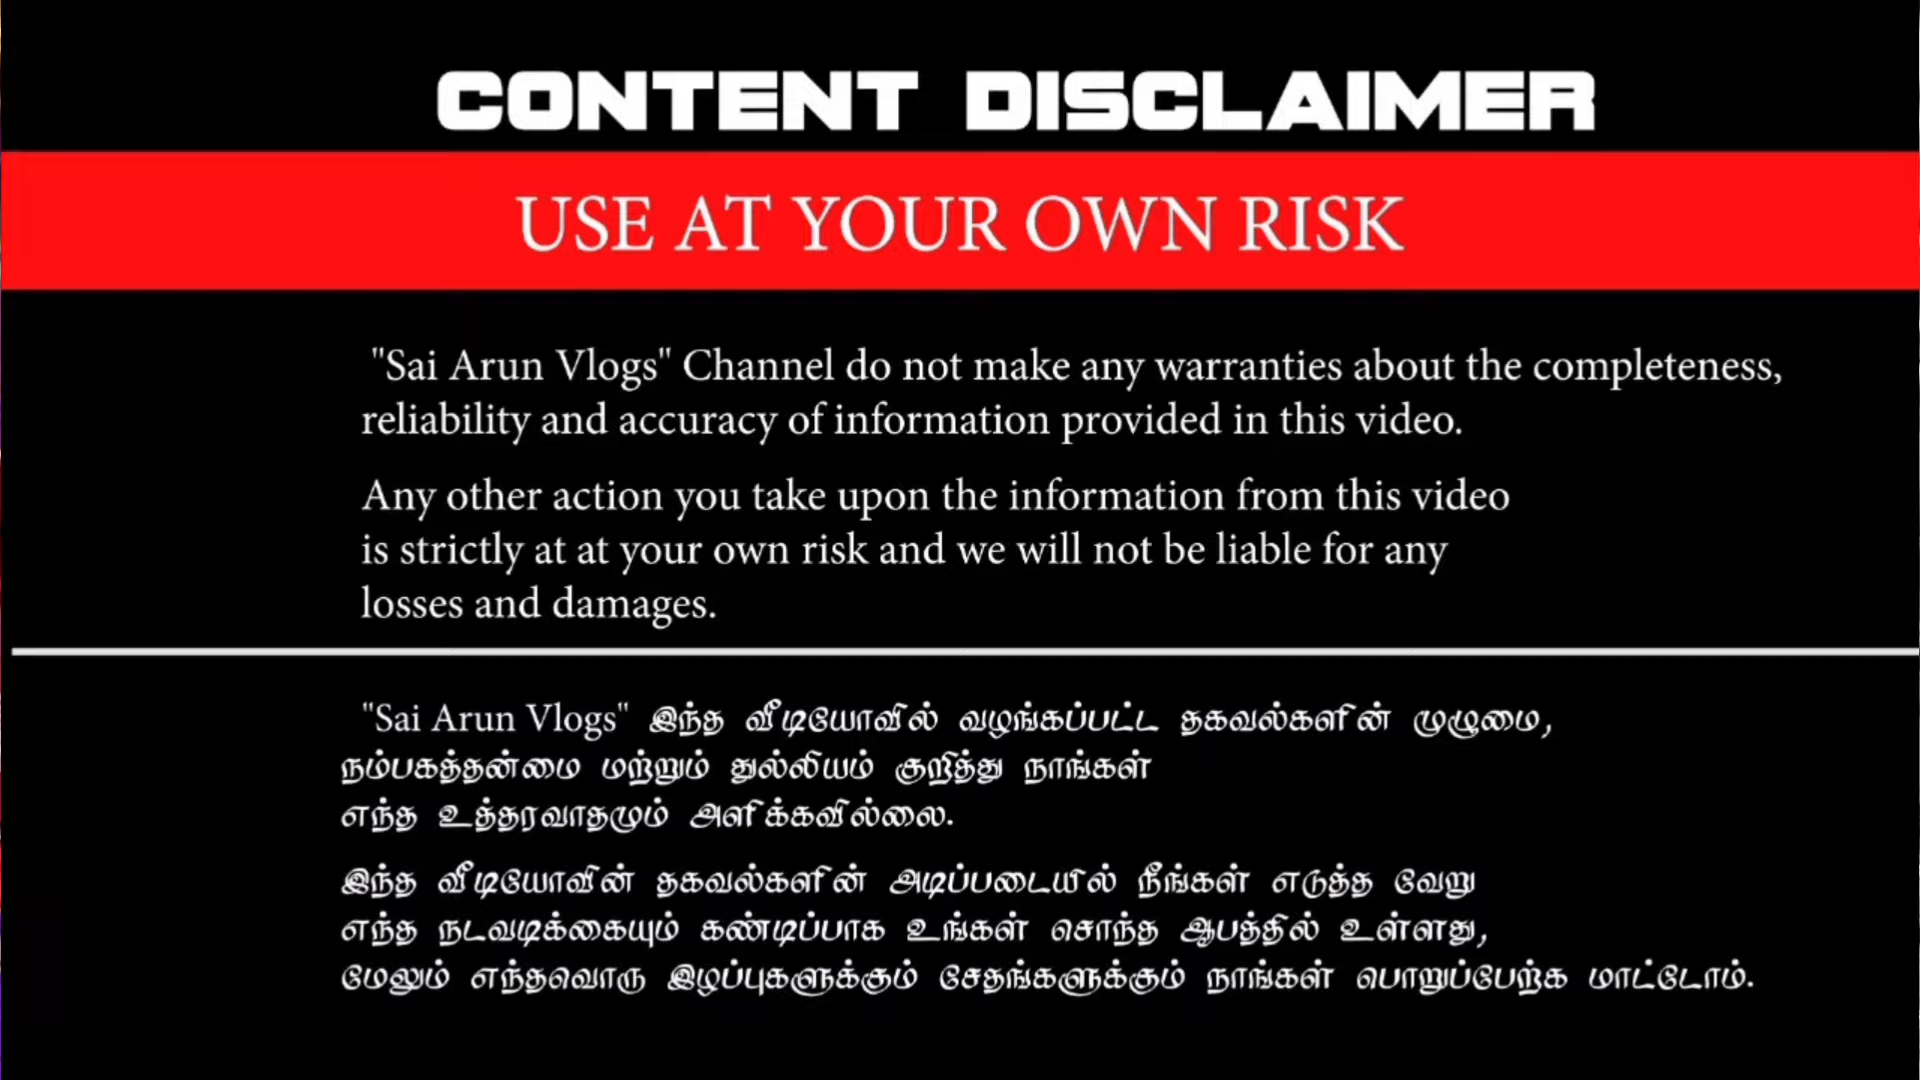 CONTENT DISCLAIMER
USE AT YOUR OWN RISK
"Sai Arun Vlogs" Channel do not make any warranties about the completeness,
reliability and accuracy of information provided in this video.
Any other action you take upon the information from this video
is strictly at at your own risk and we will not be liable for any
losses and damages.
"Sai Arun Vlogs" இந்த வீடியோவில் வழங்கப்பட்ட தகவல்களின் முழுமை,
நம்பகத்தன்மை மற்றும் துல்லியம் குறித்து நாங்கள்
எந்த உத்தரவாதமும் அளிக்கவில்லை.
இந்த வீடியோவின் தகவல்களின் அடிப்படையில் நீங்கள் எடுத்த வேறு
எந்த நடவடிக்கையும் கண்டிப்பாக உங்கள் சொந்த ஆபத்தில் உள்ளது,
மேலும் எந்தவொரு இழப்புகளுக்கும் சேதங்களுக்கும் நாங்கள் பொறுப்பேற்க மாட்டோம்.